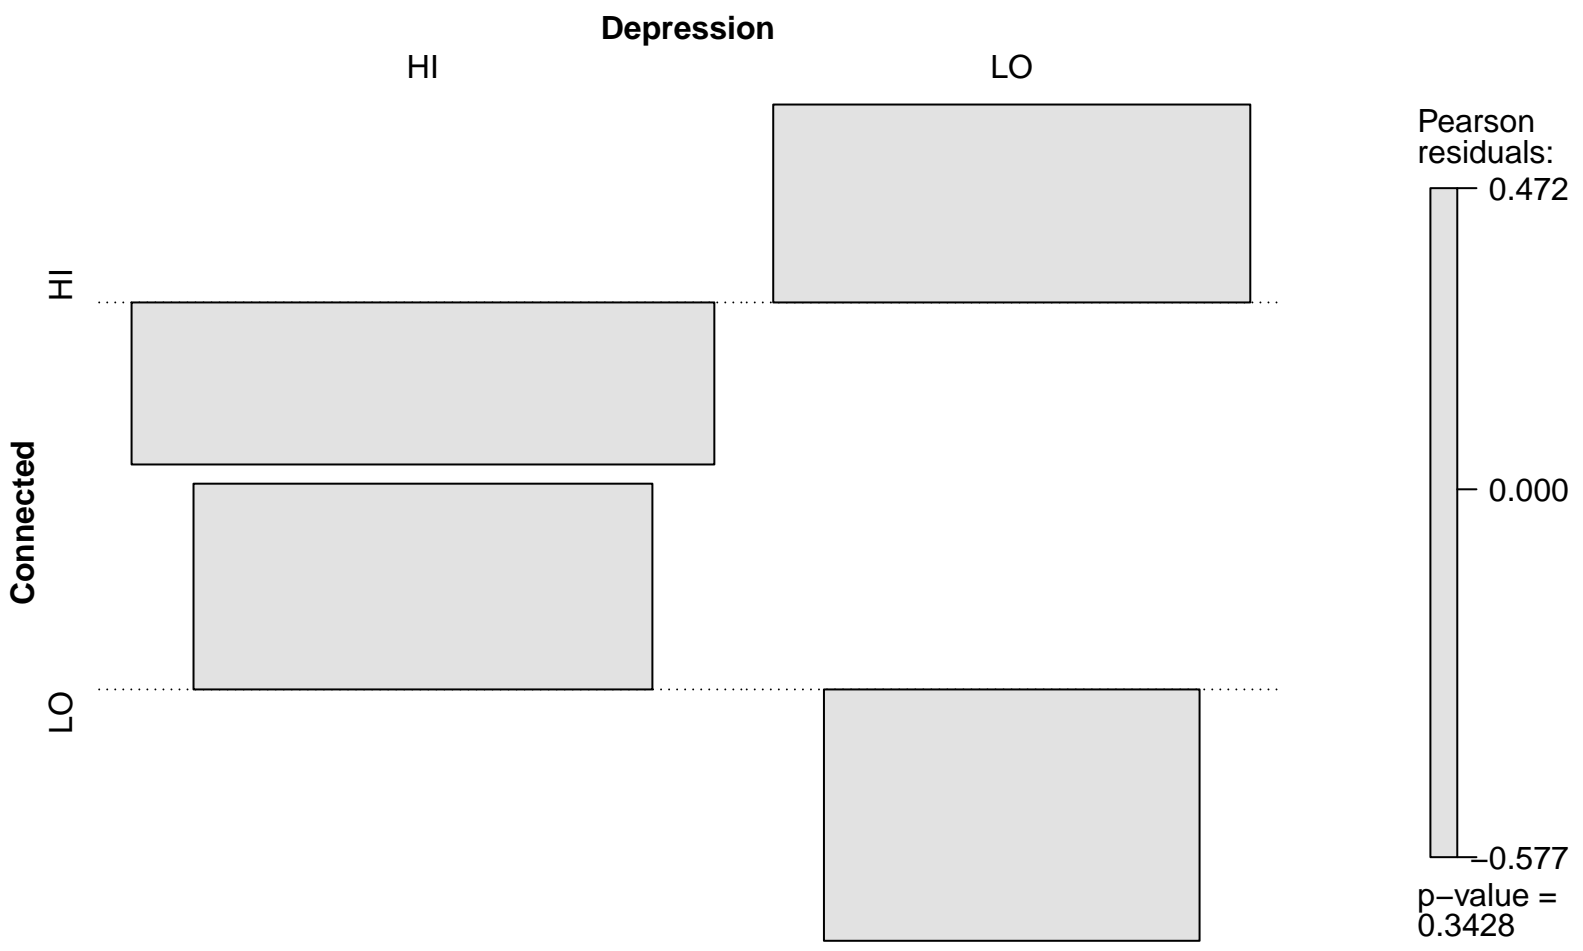 Depression
HI
LO
HI
Connected
LO
Pearson
residuals:
0.472
0.000
−0.577
p−value =
0.3428